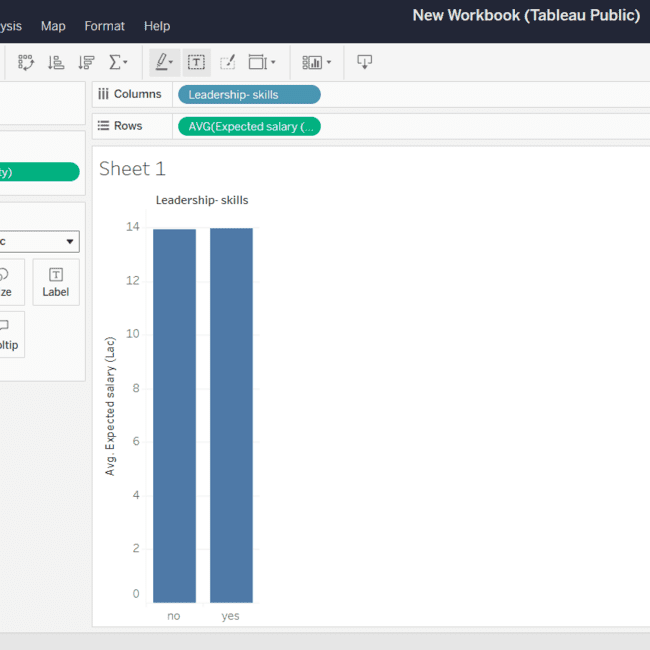 New Workbook (Tableau Public)
ysis Map Format Help
Columns Leadership- skills
Rows AVG(Expected salary (...
ty)
c
ze Label
oltip
Sheet 1
Leadership- skills
14
12
10
8
6
4
2
0
Avg. Expected salary (Lac)
no yes